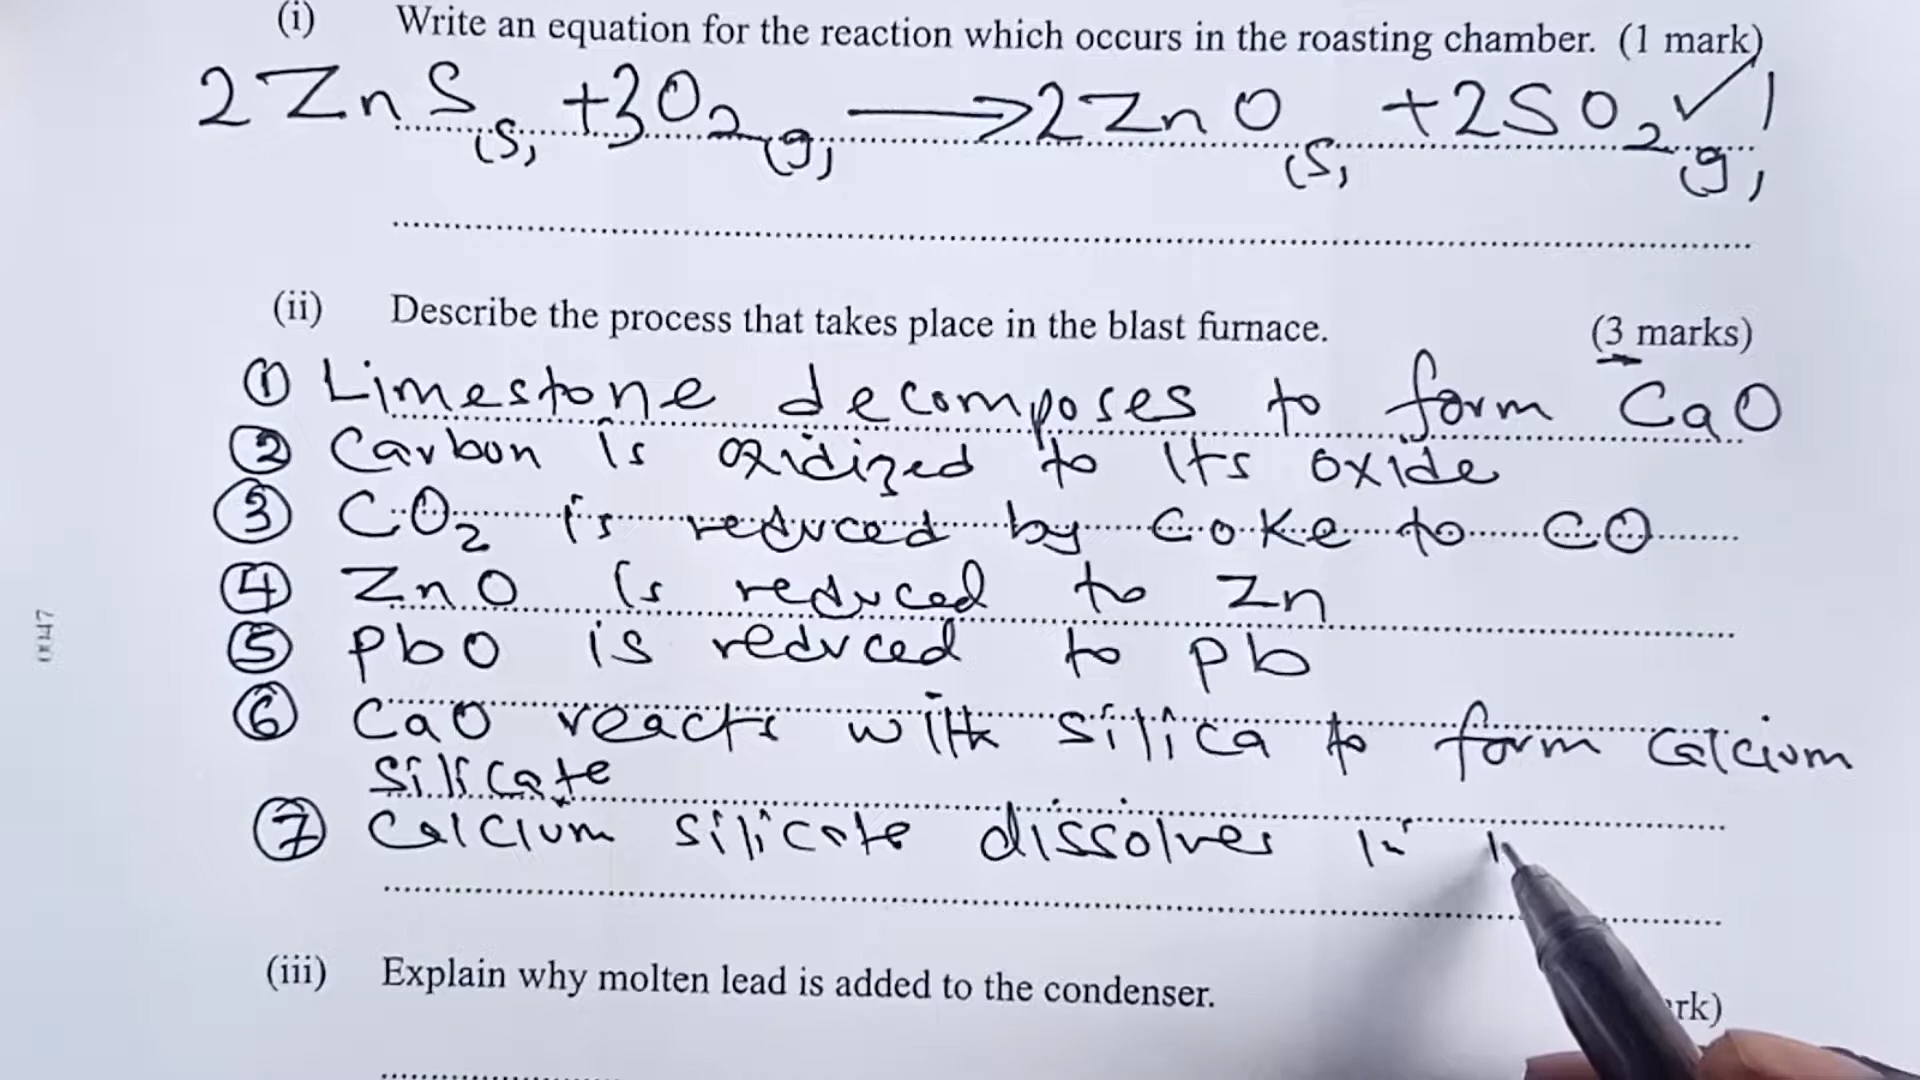 (i) Write an equation for the reaction which occurs in the roasting chamber. (1 mark)
2ZnS(s) + 3O2(g) → 2ZnO(s) + 2SO2(g) ✓1
(ii) Describe the process that takes place in the blast furnace. (3 marks)
① Limestone decomposes to form CaO
② Carbon is oxidized to its oxide
③ CO2 is reduced by coke to CO
④ ZnO is reduced to Zn
⑤ PbO is reduced to Pb
⑥ CaO reacts with silica to form calcium
silicate
⑦ Calcium silicate dissolves in
(iii) Explain why molten lead is added to the condenser. rk)
0047